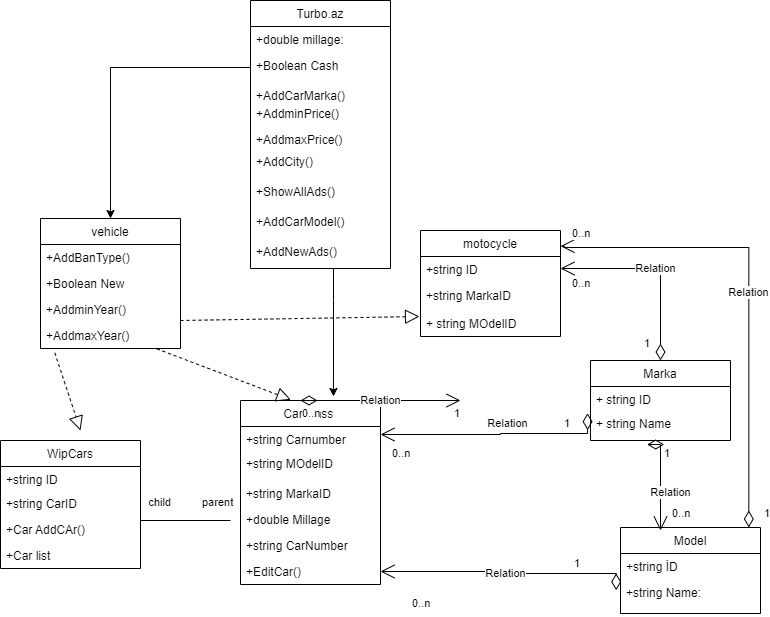 Turbo.az
+double millage:
+Boolean Cash
+AddCarMarka()
+AddminPrice()
+AddmaxPrice()
+AddCity()
+ShowAllAds()
+AddCarModel()
+AddNewAds()
vehicle
+AddBanType()
+Boolean New
+AddminYear()
+AddmaxYear()
motocycle
+string ID
+string MarkaID
+ string MOdelID
0..n
Relation
0..n
Relation
1
Marka
+ string ID
+ string Name
Relation
1
0..n
ss
Car
Relation
1
0..n
+string Carnumber
+string MOdelID
+string MarkaID
+double Millage
+string CarNumber
+EditCar()
WipCars
+string ID
+string CarID
+Car AddCAr()
+Car list
child
parent
1
Relation
0..n
1
Model
+string İD
+string Name:
1
Relation
0..n